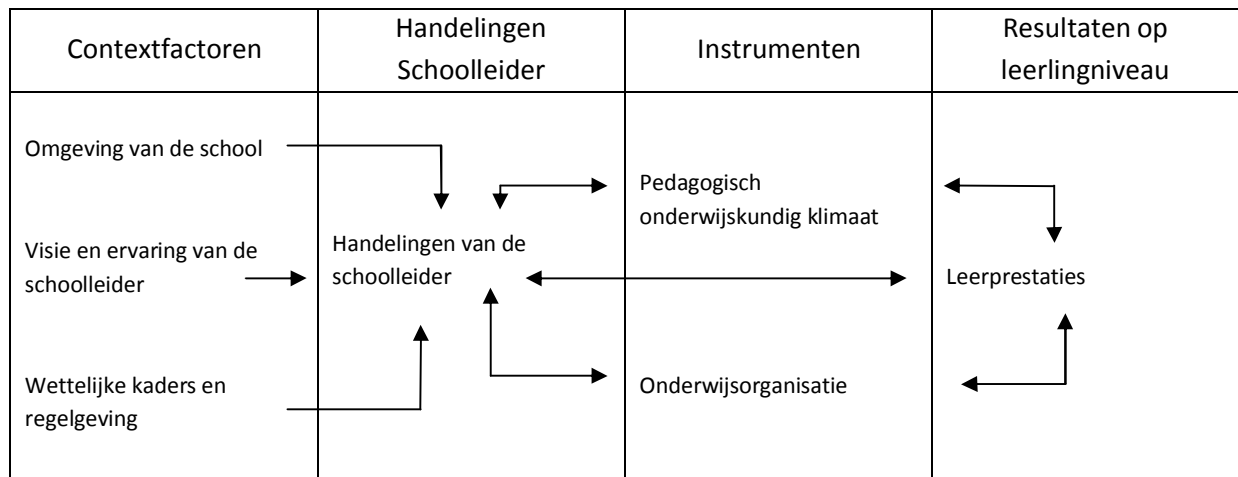 Contextfactoren
Handelingen
Schoolleider
Instrumenten
Resultaten op
leerlingniveau
Omgeving van de school
Visie en ervaring van de
schoolleider
Wettelijke kaders en
regelgeving
Handelingen van de
schoolleider
Pedagogisch
onderwijskundig klimaat
Onderwijsorganisatie
Leerprestaties